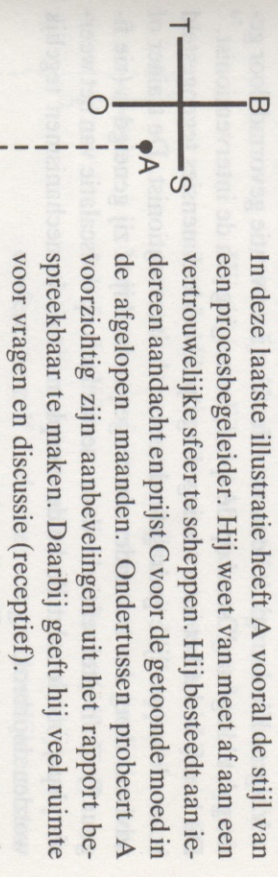 B
T
S
A
O
In deze laatste illustratie heeft A vooral de stijl van
een procesbegeleider. Hij weet van meet af aan een
vertrouwelijke sfeer te scheppen. Hij besteedt aan ie-
dereen aandacht en prijst C voor de getoonde moed in
de afgelopen maanden. Ondertussen probeert A
voorzichtig zijn aanbevelingen uit het rapport be-
spreekbaar te maken. Daarbij geeft hij veel ruimte
voor vragen en discussie (receptief).